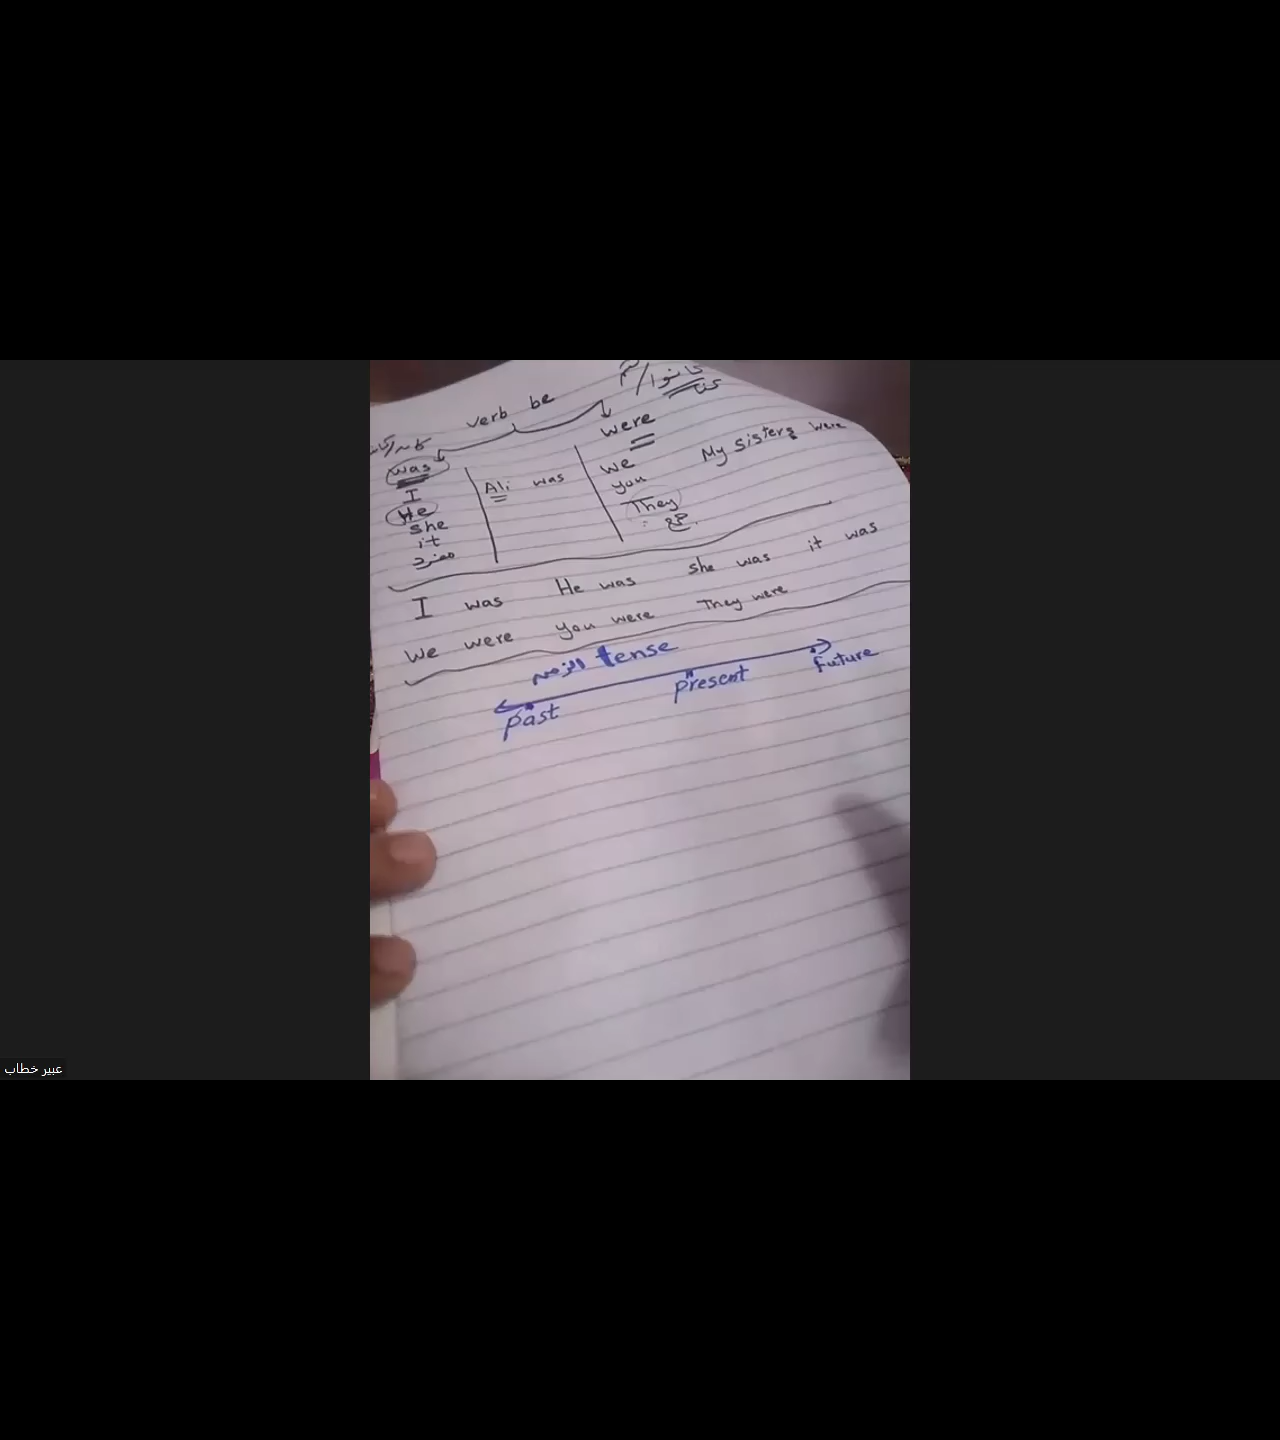 كانوا/
كنا
verb be
were
was
I
He
she
it
مفرد
Ali was
we
you
They
جمع
My sisters were
I was He was she was it was
We were you were They were
الزمن tense
past present future
عبير خطاب